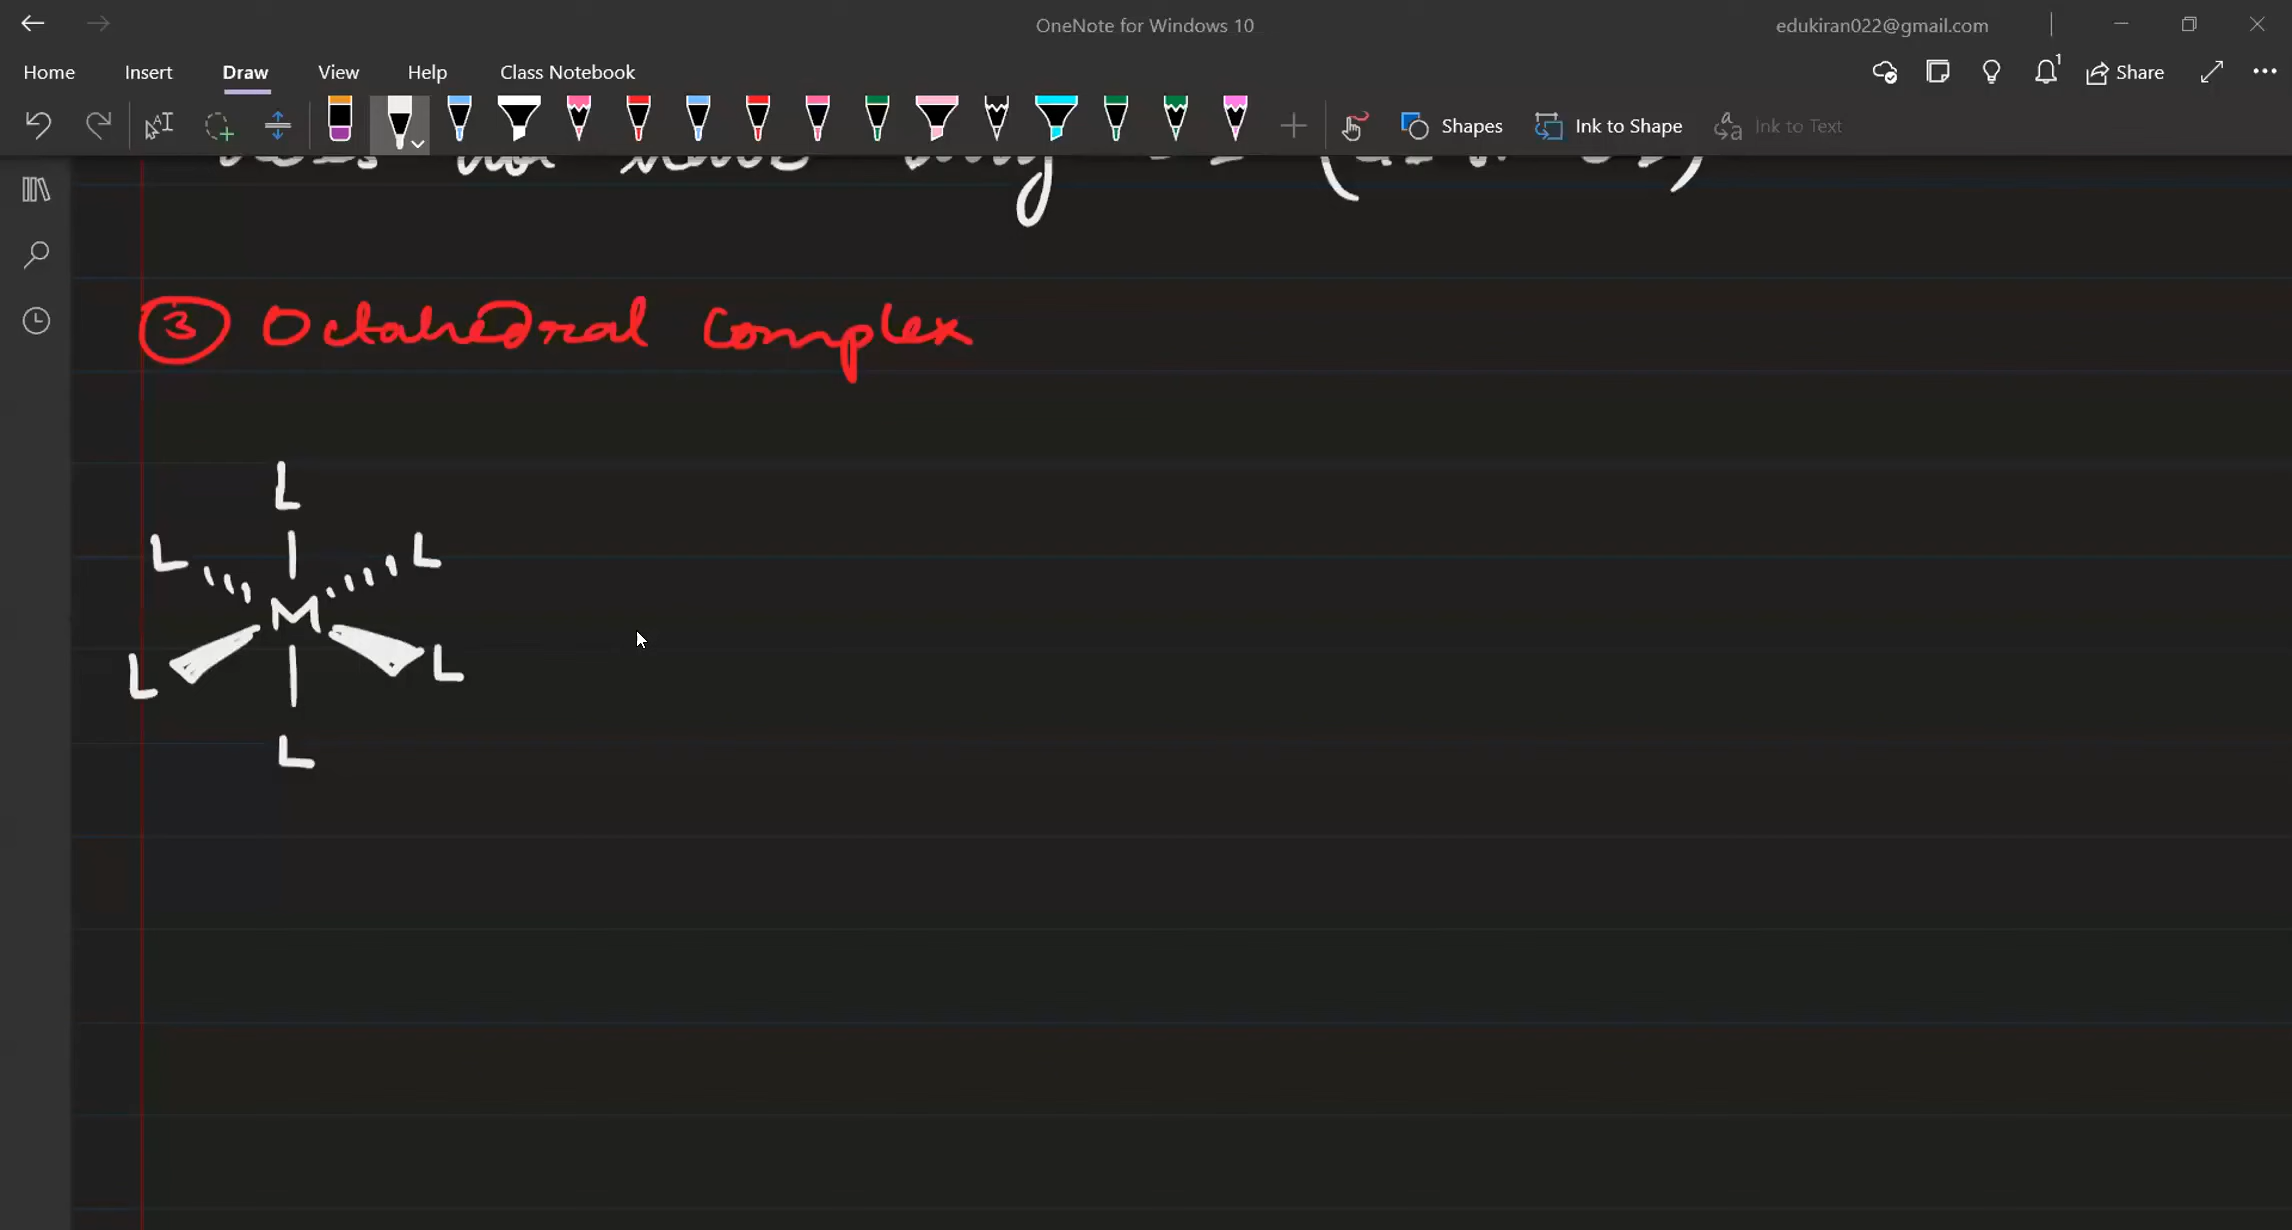 OneNote for Windows 10
edukiran022@gmail.com
Home Insert Draw View Help Class Notebook
1 Share
Shapes Ink to Shape Ink to Text
③ Octahedral Complex
L
L L
M
L L
L